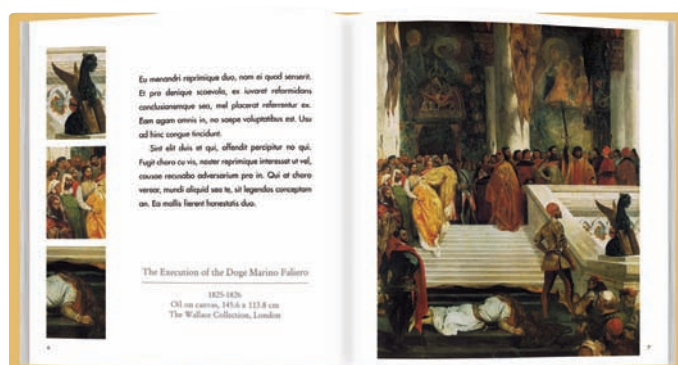 Eu menandri reprimique duo, nam ei quod senserit.
Et pro denique scaevola, ex iuvaret reformidans
conclusionemque sea, mel placerat referrentur ex.
Eam agam omnis in, no saepe voluptatibus est. Usu
ad hinc congue tincidunt.
Sint elit duis et qui, offendit percipitur no qui.
Fugit choro cu vis, noster reprimique interesset ut vel,
causae recusabo adversarium pro in. Qui at choro
verear, mundi aliquid sea te, sit legendos conceptam
an. Ea mollis fierent honestatis duo.
The Execution of the Doge Marino Faliero
1825-1826
Oil on canvas, 145.6 x 113.8 cm
The Wallace Collection, London
6
7